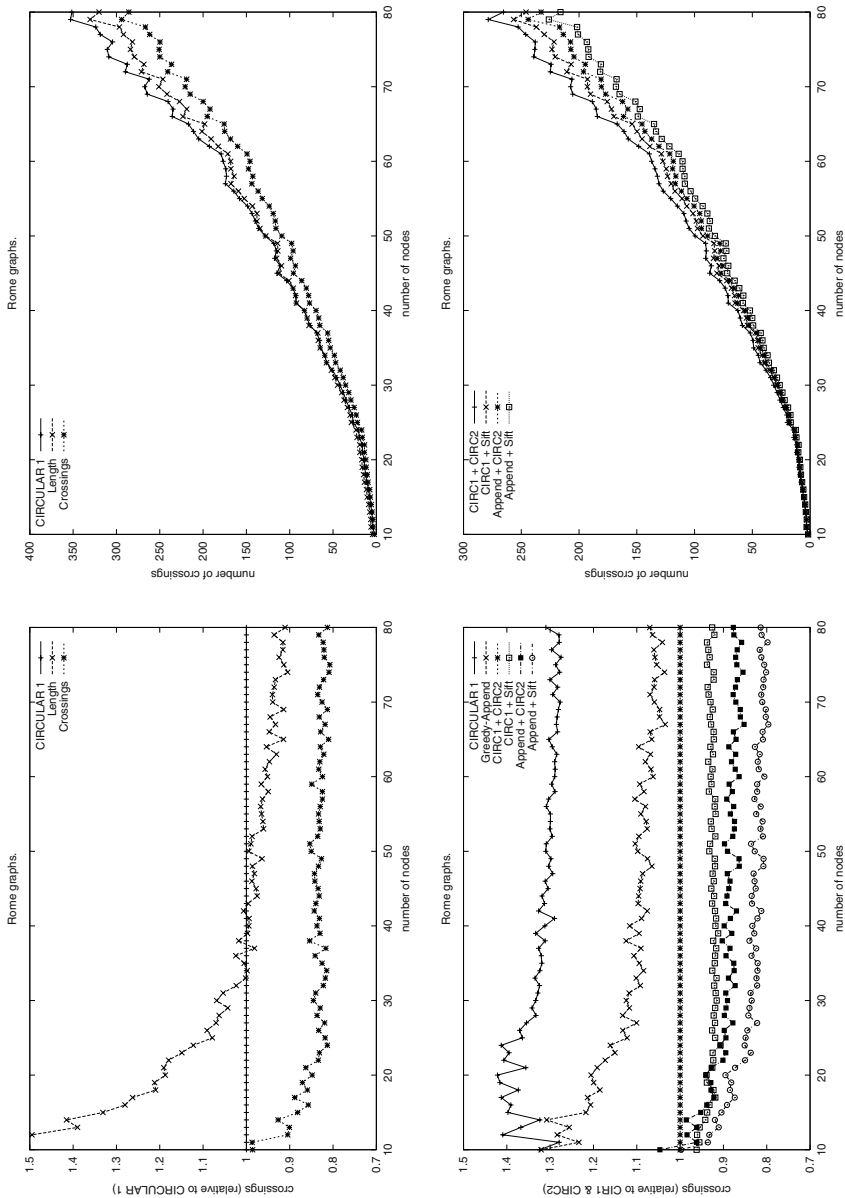 Rome graphs.
CIRCULAR 1
Length
Crossings
crossings (relative to CIRCULAR 1)
1.5
1.4
1.3
1.2
1.1
1
0.9
0.8
0.7
10 20 30 40 50 60 70 80
number of nodes
Rome graphs.
CIRCULAR 1
Length
Crossings
number of crossings
400
350
300
250
200
150
100
50
0
10 20 30 40 50 60 70 80
number of nodes
CIRCULAR 1
Greedy-Append
CIRC1 + CIRC2
CIRC1 + Sift
Append + CIRC2
Append + Sift
crossings (relative to CIR1 & CIRC2)
1.5
1.4
1.3
1.2
1.1
1
0.9
0.8
0.7
10 20 30 40 50 60 70 80
number of nodes
Rome graphs.
CIRC1 + CIRC2
CIRC1 + Sift
Append + CIRC2
Append + Sift
number of crossings
300
250
200
150
100
50
0
10 20 30 40 50 60 70 80
number of nodes
Rome graphs.